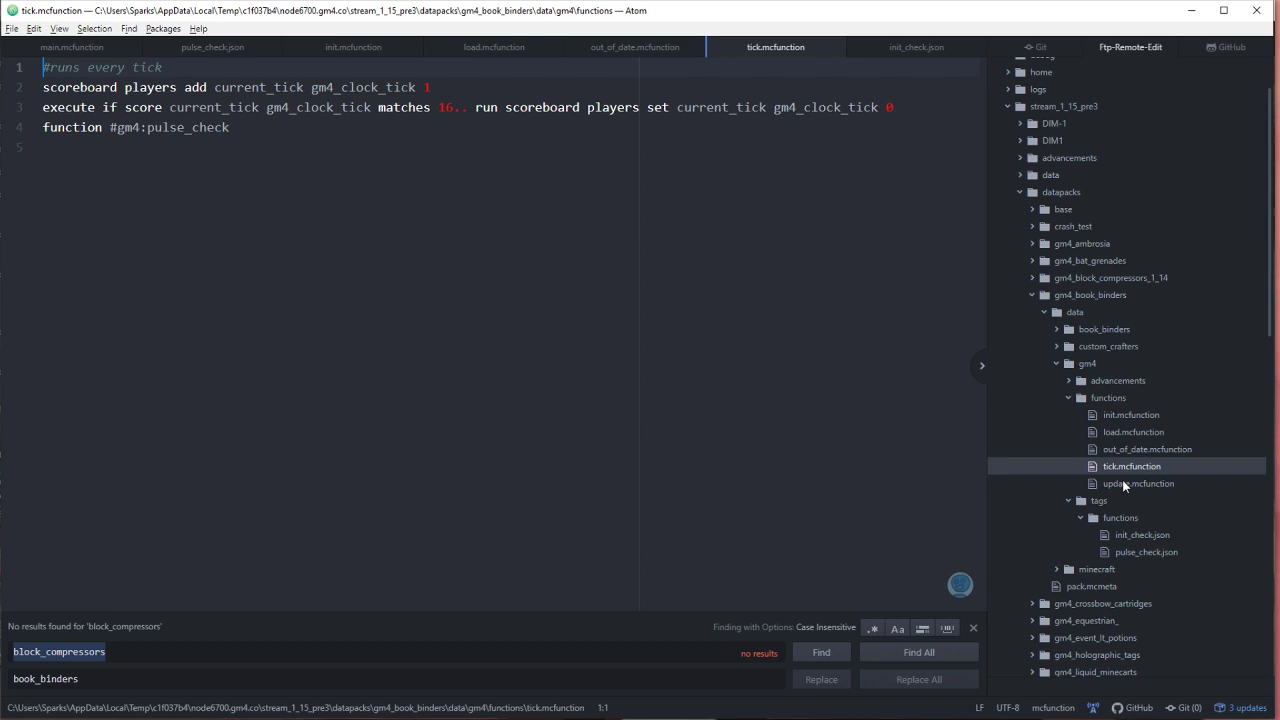 tick.mcfunction — C:\Users\Sparks\AppData\Local\Temp\c1f037b4\node6700.gm4.co\stream_1_15_pre3\datapacks\gm4_book_binders\data\gm4\functions — Atom
File Edit View Selection Find Packages Help
main.mcfunction pulse_check.json init.mcfunction load.mcfunction out_of_date.mcfunction tick.mcfunction init_check.json Git Ftp-Remote-Edit GitHub
1 #runs every tick
2 scoreboard players add current_tick gm4_clock_tick 1
3 execute if score current_tick gm4_clock_tick matches 16.. run scoreboard players set current_tick gm4_clock_tick 0
4 function #gm4:pulse_check
5
debug
home
logs
stream_1_15_pre3
DIM-1
DIM1
advancements
data
datapacks
base
crash_test
gm4_ambrosia
gm4_bat_grenades
gm4_block_compressors_1_14
gm4_book_binders
data
book_binders
custom_crafters
gm4
advancements
functions
init.mcfunction
load.mcfunction
out_of_date.mcfunction
tick.mcfunction
update.mcfunction
tags
functions
init_check.json
pulse_check.json
minecraft
pack.mcmeta
gm4_crossbow_cartridges
gm4_equestrian_
gm4_event_lt_potions
gm4_holographic_tags
gm4_liquid_minecarts
No results found for 'block_compressors' Finding with Options: Case Insensitive .* Aa
block_compressors no results Find Find All
book_binders Replace Replace All
C:\Users\Sparks\AppData\Local\Temp\c1f037b4\node6700.gm4.co\stream_1_15_pre3\datapacks\gm4_book_binders\data\gm4\functions\tick.mcfunction 1:1 LF UTF-8 mcfunction GitHub Git (0) 3 updates